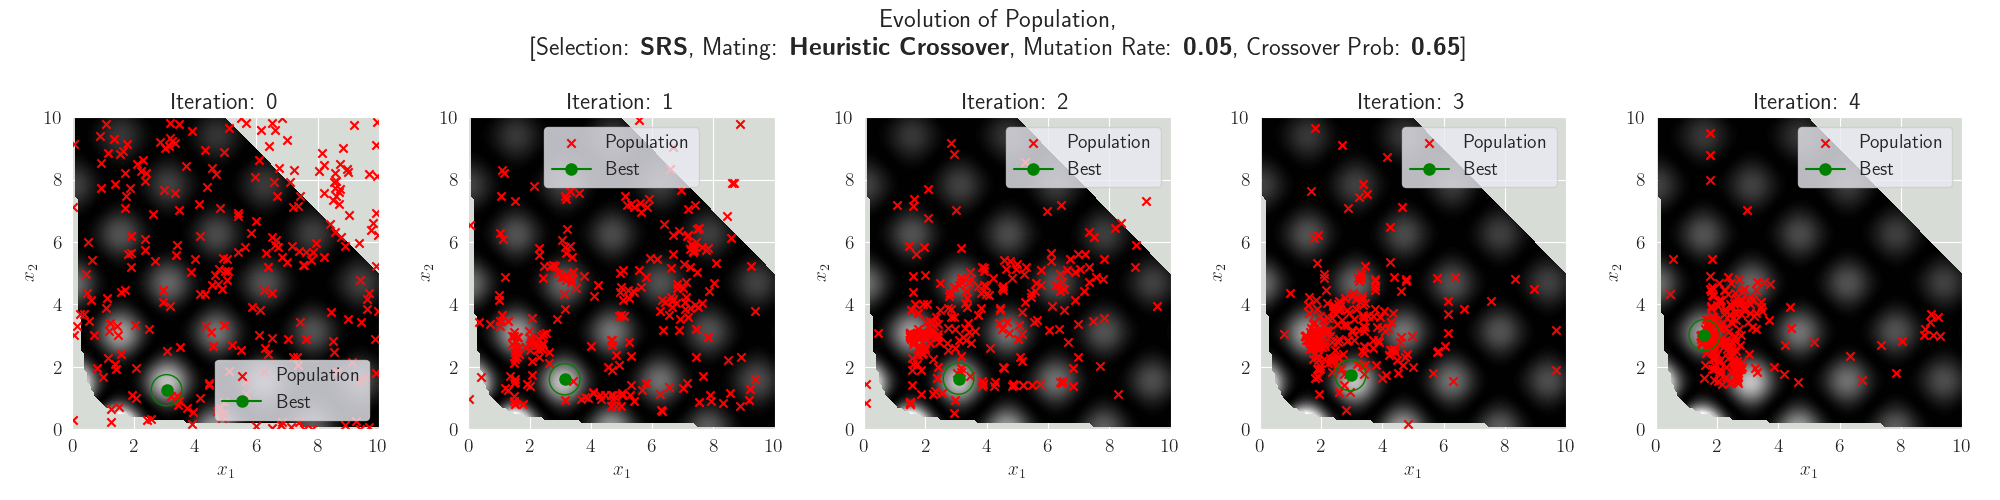 Evolution of Population,
[Selection: SRS, Mating: Heuristic Crossover, Mutation Rate: 0.05, Crossover Prob: 0.65]
Iteration: 0
10
8
6
4
2
0
x2
0 2 4 6 8 10
x1
Population
Best
Iteration: 1
10
8
6
4
2
0
x2
0 2 4 6 8 10
x1
Population
Best
Iteration: 2
10
8
6
4
2
0
x2
0 2 4 6 8 10
x1
Population
Best
Iteration: 3
10
8
6
4
2
0
x2
0 2 4 6 8 10
x1
Population
Best
Iteration: 4
10
8
6
4
2
0
x2
0 2 4 6 8 10
x1
Population
Best